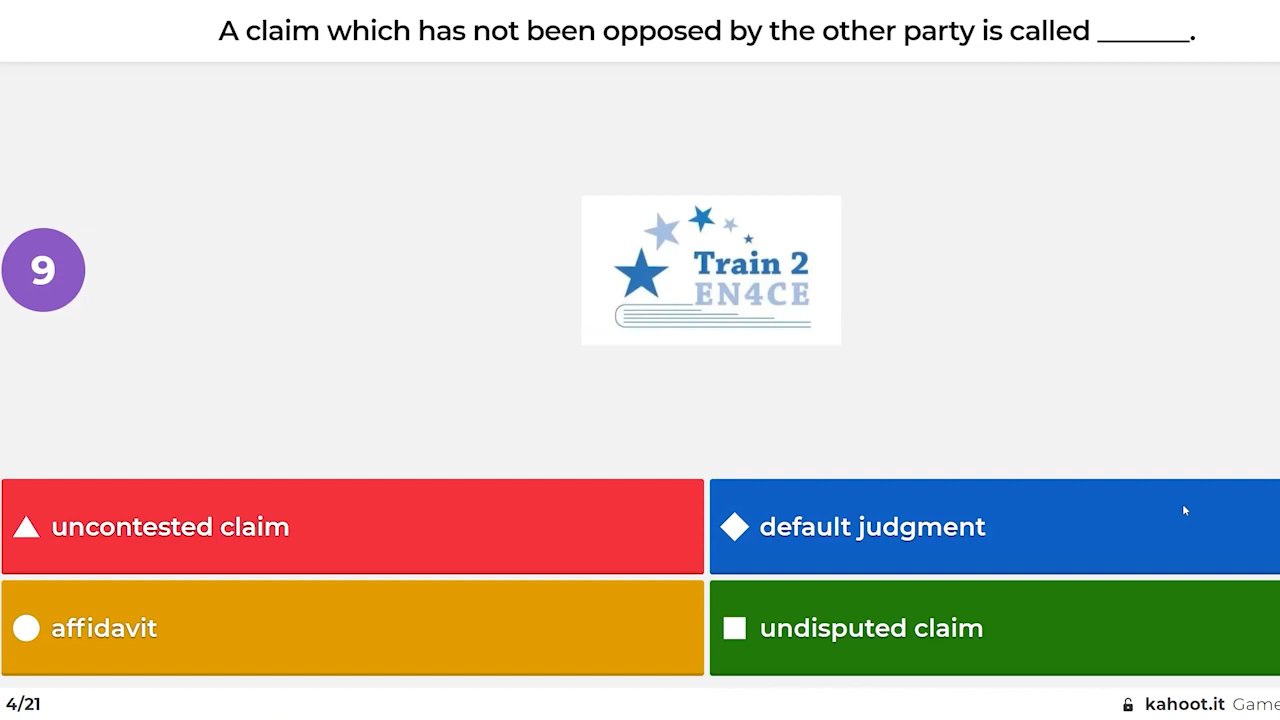 A claim which has not been opposed by the other party is called _______.
9
Train 2
EN4CE
uncontested claim
default judgment
affidavit
undisputed claim
4/21
kahoot.it Game